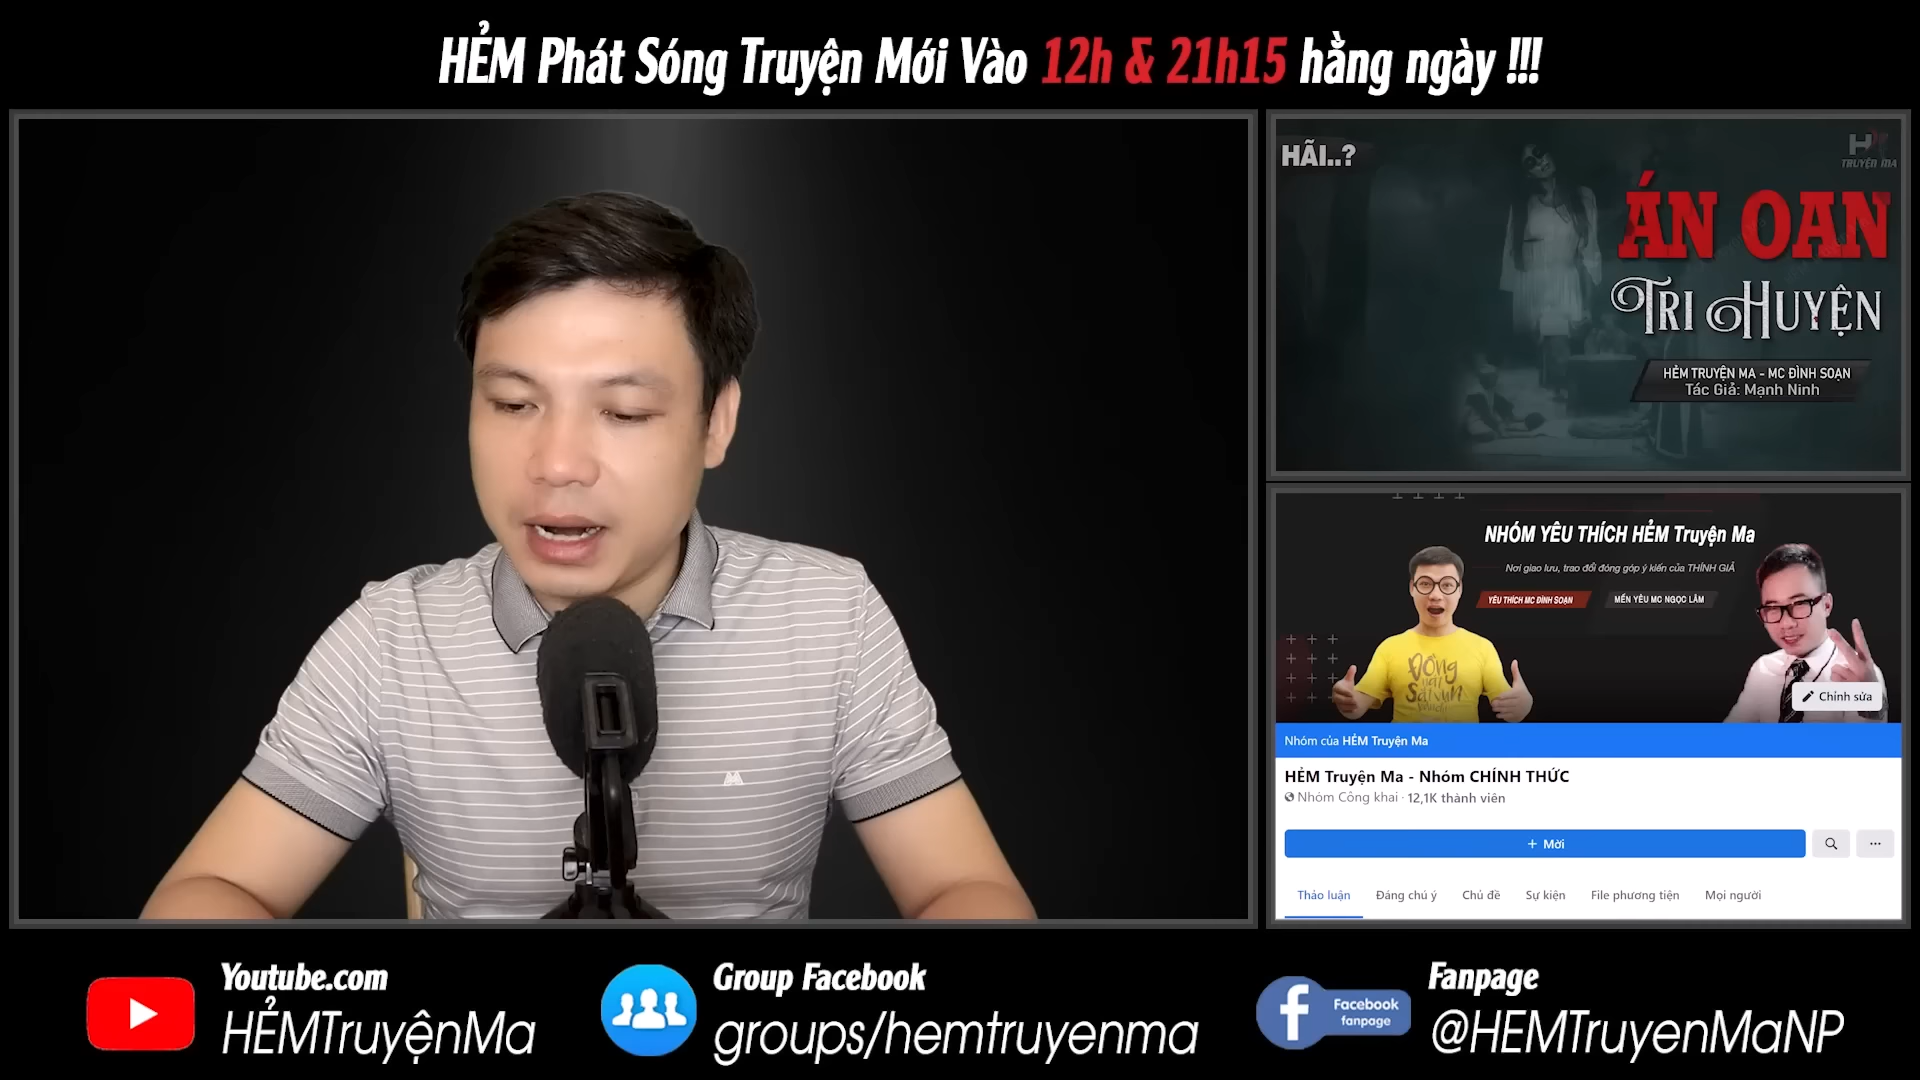 HẺM Phát Sóng Truyện Mới Vào 12h & 21h15 hằng ngày !!!
HÃI..?
TRUYỆN MA
ÁN OAN
TRI HUYỆN
HẺM TRUYỆN MA - MC ĐÌNH SOẠN
Tác Giả: Mạnh Ninh
NHÓM YÊU THÍCH HẺM Truyện Ma
Nơi giao lưu, trao đổi đóng góp ý kiến của THÍNH GIẢ
YÊU THÍCH MC ĐÌNH SOẠN
MẾN YÊU MC NGỌC LÂM
Chỉnh sửa
Nhóm của HẺM Truyện Ma
HẺM Truyện Ma - Nhóm CHÍNH THỨC
Nhóm Công khai · 12,1K thành viên
+ Mời
Thảo luận Đáng chú ý Chủ đề Sự kiện File phương tiện Mọi người
Youtube.com
HẺMTruyệnMa
Group Facebook
groups/hemtruyenma
Facebook
fanpage
Fanpage
@HEMTruyenMaNP